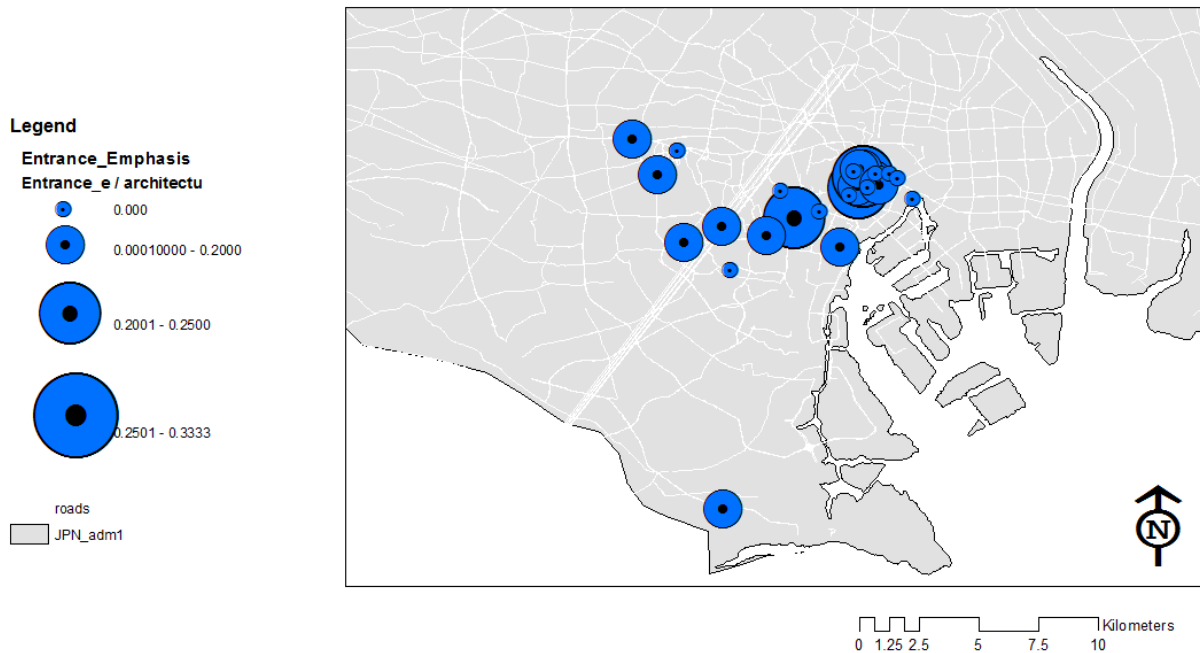 Legend
Entrance_Emphasis
Entrance_e / architectu
0.000
0.00010000 - 0.2000
0.2001 - 0.2500
0.2501 - 0.3333
roads
JPN_adm1
N
Kilometers
0 1.25 2.5 5 7.5 10